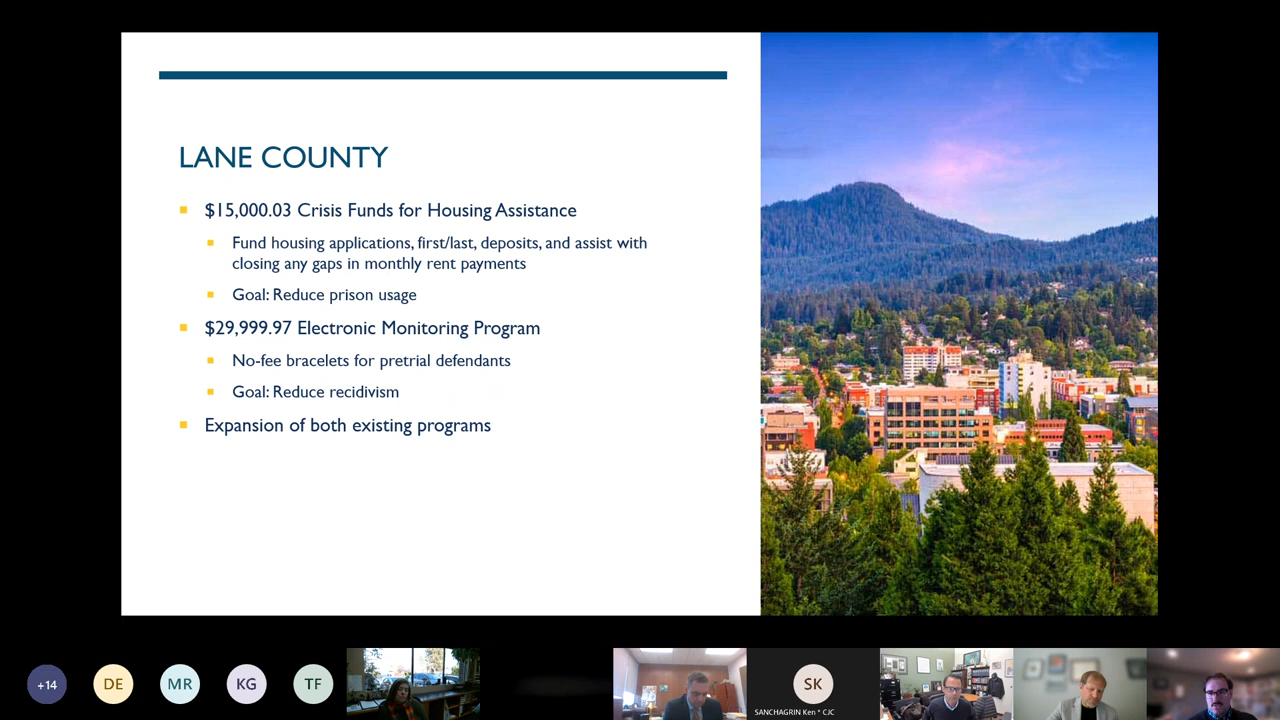 LANE COUNTY
$15,000.03 Crisis Funds for Housing Assistance
Fund housing applications, first/last, deposits, and assist with
closing any gaps in monthly rent payments
Goal: Reduce prison usage
$29,999.97 Electronic Monitoring Program
No-fee bracelets for pretrial defendants
Goal: Reduce recidivism
Expansion of both existing programs
+14
DE
MR
KG
TF
SK
SANCHAGRIN Ken * CJC